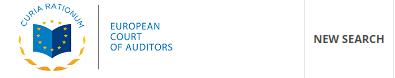 CURIA RATIONUM
EUROPEAN
COURT
OF AUDITORS
NEW SEARCH